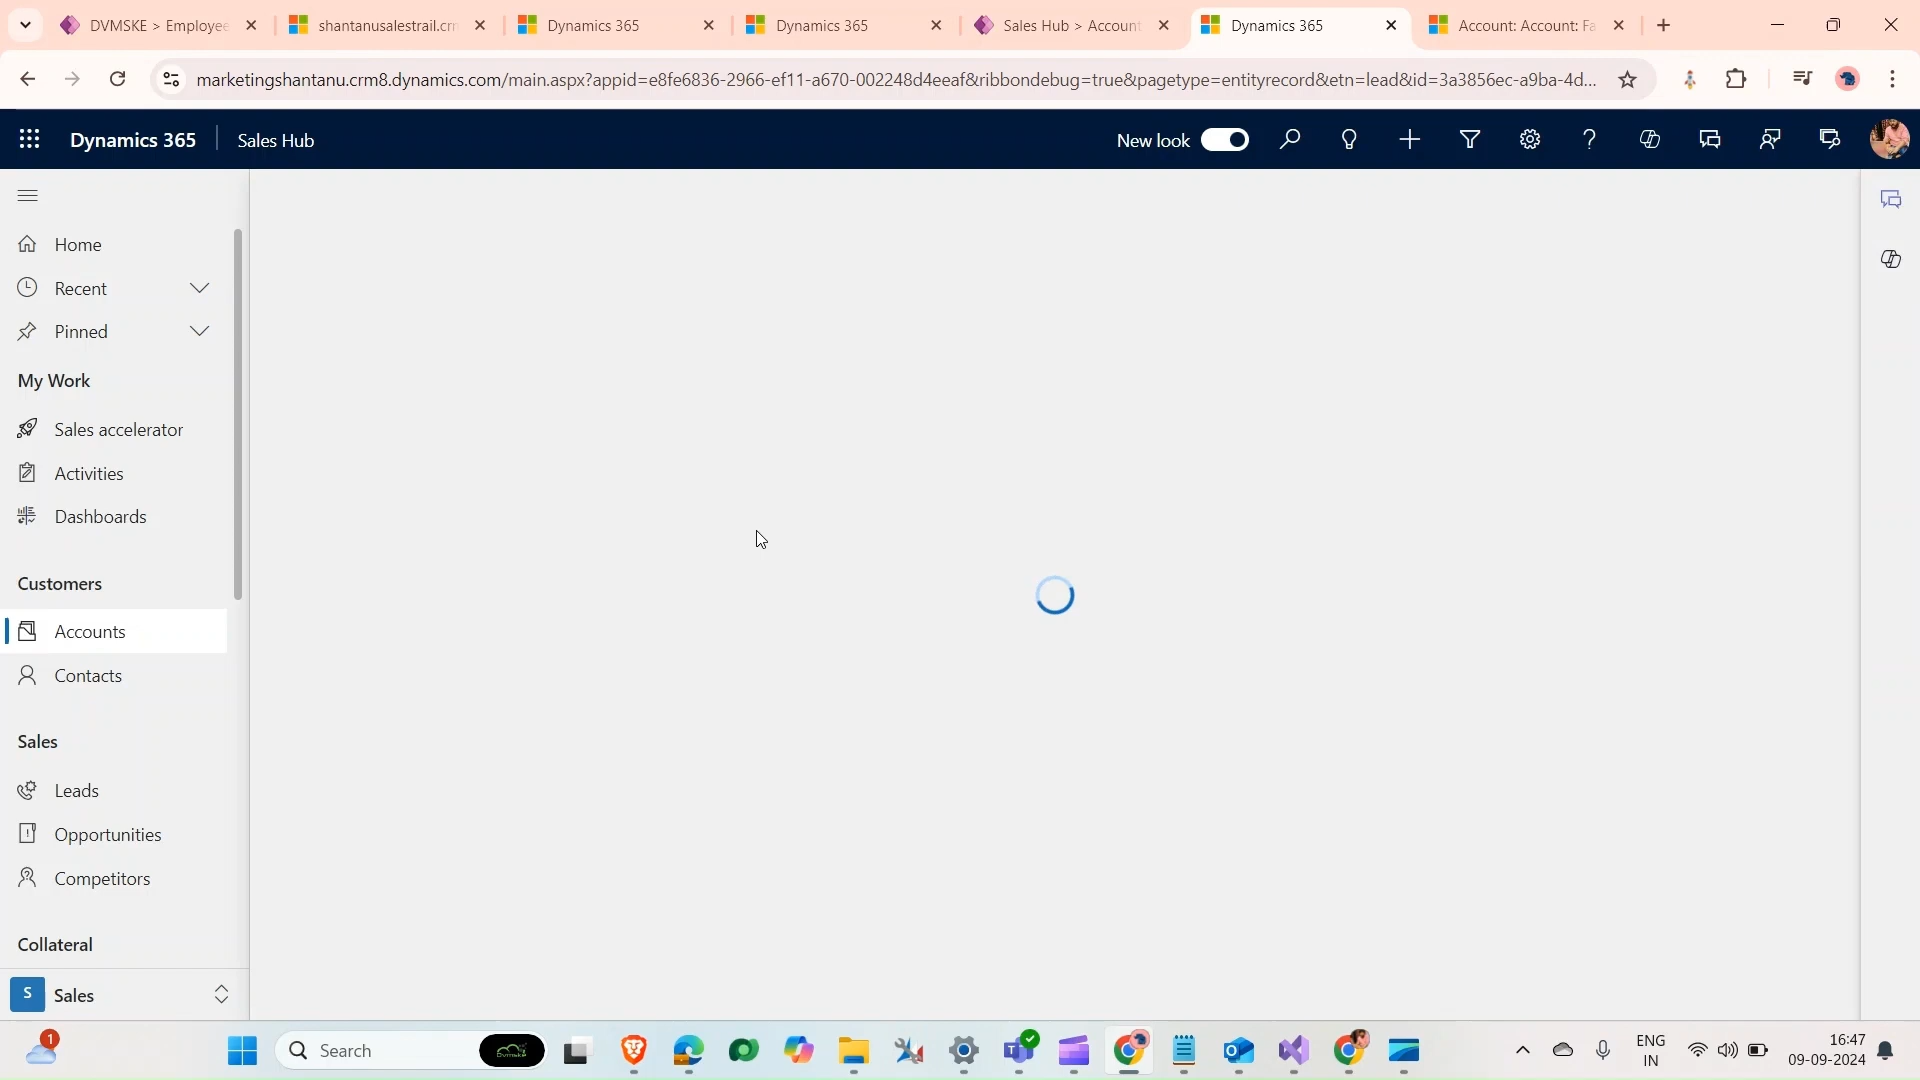 DVMSKE > Employee
shantanusalestrail.crm
Dynamics 365
Dynamics 365
Sales Hub > Account
Dynamics 365
Account: Account: Fa
marketingshantanu.crm8.dynamics.com/main.aspx?appid=e8fe6836-2966-ef11-a670-002248d4eeaf&ribbondebug=true&pagetype=entityrecord&etn=lead&id=3a3856ec-a9ba-4d...
Dynamics 365
Sales Hub
New look
Home
Recent
Pinned
My Work
Sales accelerator
Activities
Dashboards
Customers
Accounts
Contacts
Sales
Leads
Opportunities
Competitors
Collateral
S
Sales
1
Search
ENG
IN
16:47
09-09-2024